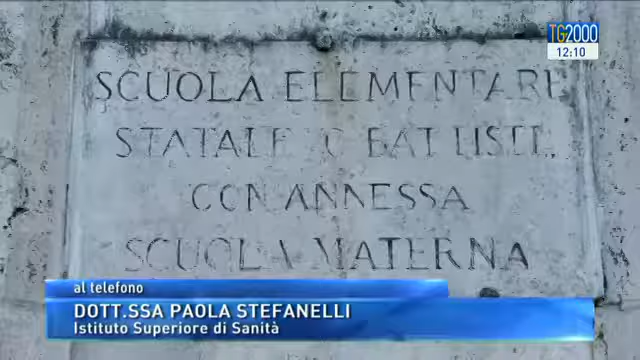 TG2000
12:10
SCUOLA ELEMENTARE
STATALE C BATTISTI
CON ANNESSA
SCUOLA MATERNA
al telefono
DOTT.SSA PAOLA STEFANELLI
Istituto Superiore di Sanità